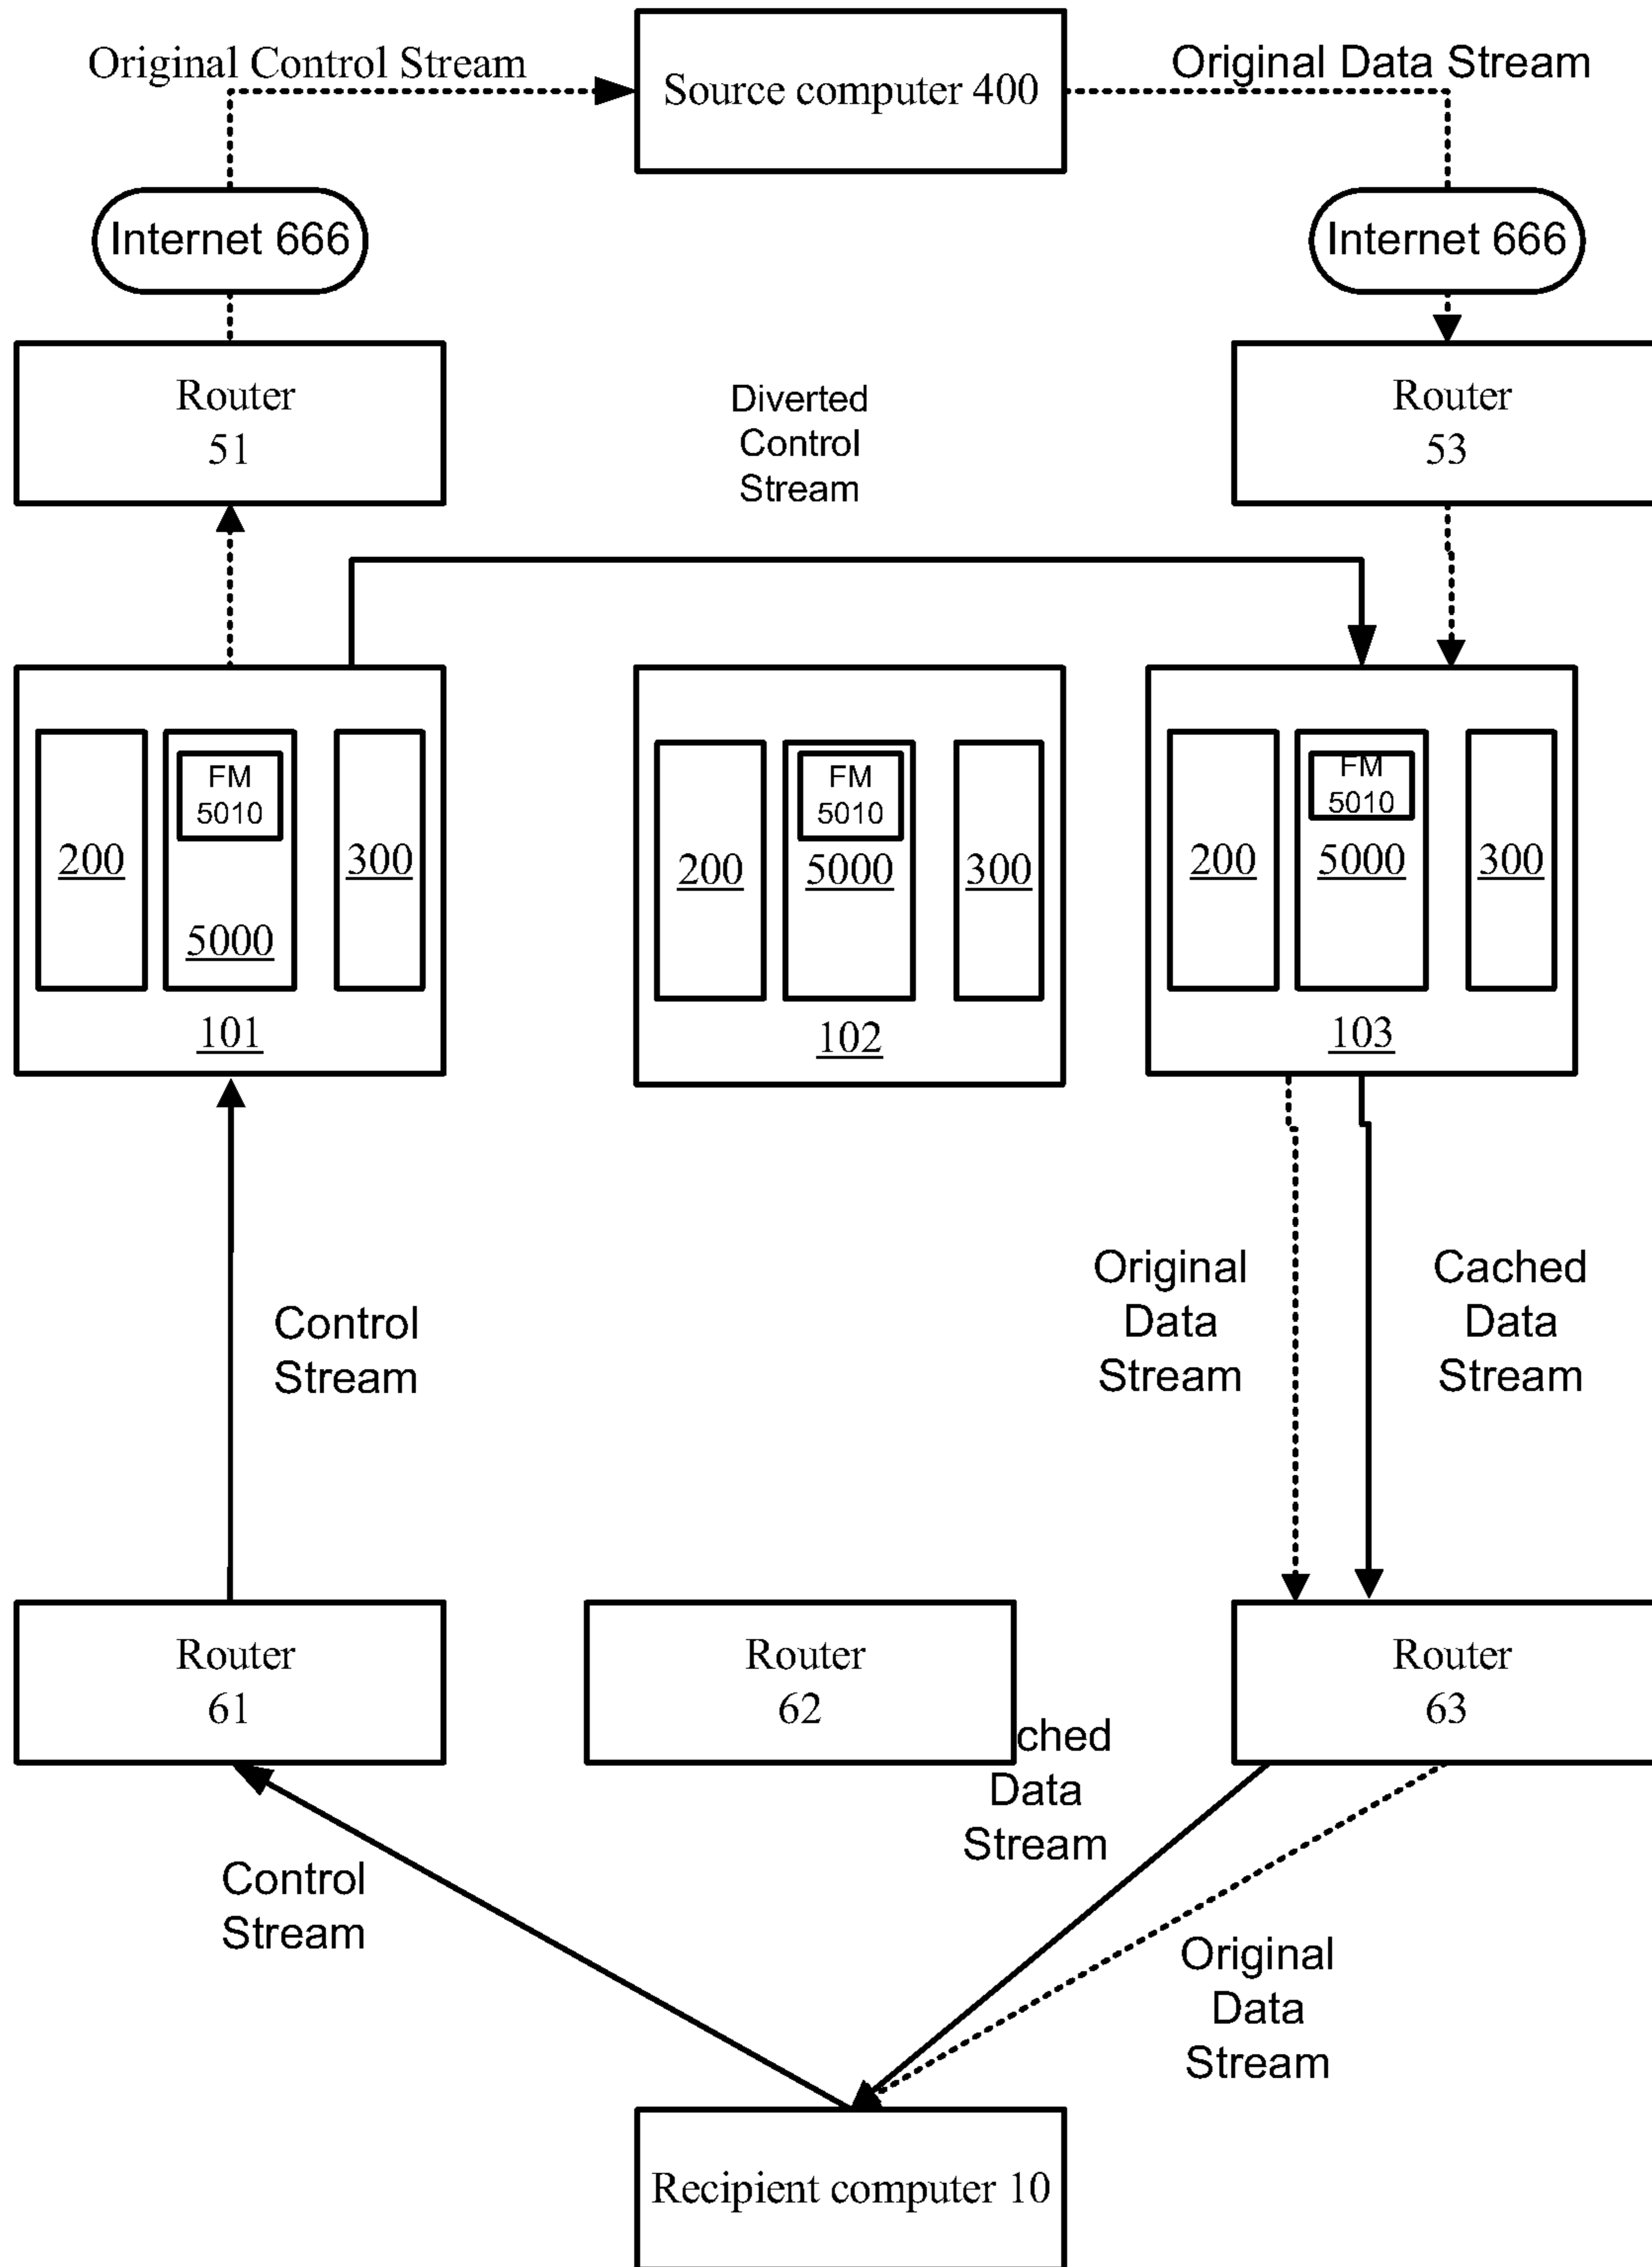 Original Control Stream
Source computer 400
Original Data Stream
Internet 666
Internet 666
Router
51
Diverted
Control
Stream
Router
53
200
FM
5010
5000
300
101
200
FM
5010
5000
300
102
200
FM
5010
5000
300
103
Control
Stream
Original
Data
Stream
Cached
Data
Stream
Router
61
Router
62
ched
Data
Stream
Router
63
Control
Stream
Original
Data
Stream
Recipient computer 10